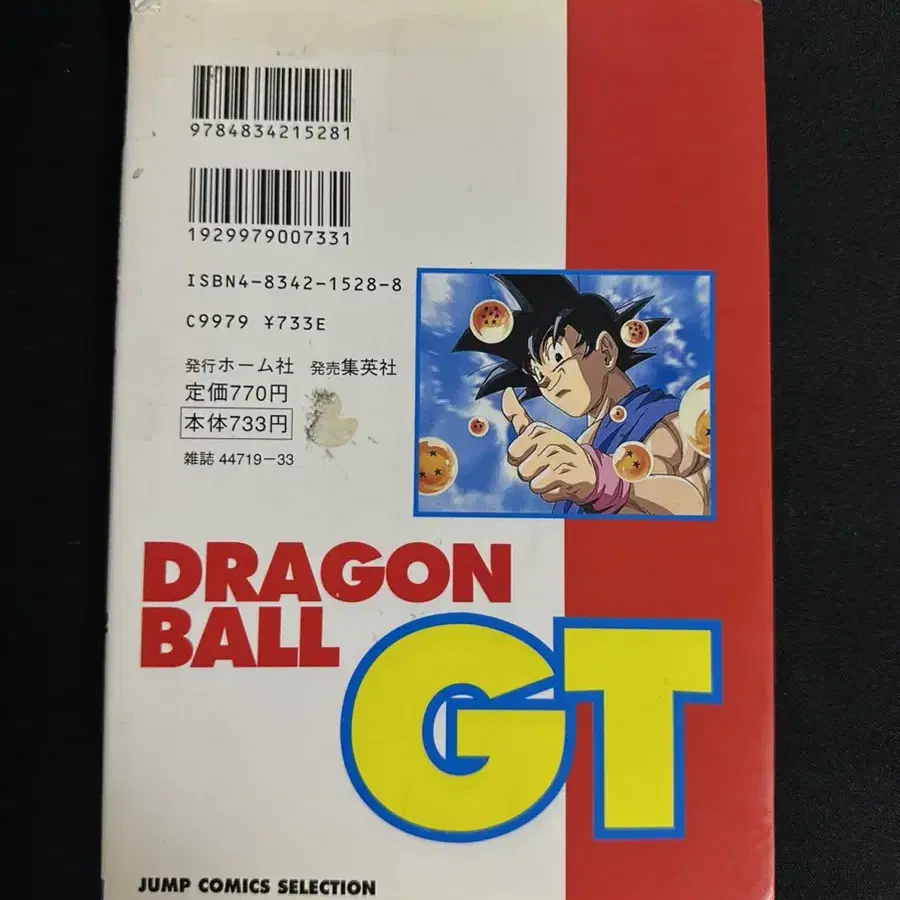 9784834215281
1929979007331
ISBN4-8342-1528-8
C9979 ¥733E
発行ホーム社 発売集英社
定価770円
本体733円
雑誌 44719-33
DRAGON
BALL
GT
JUMP COMICS SELECTION